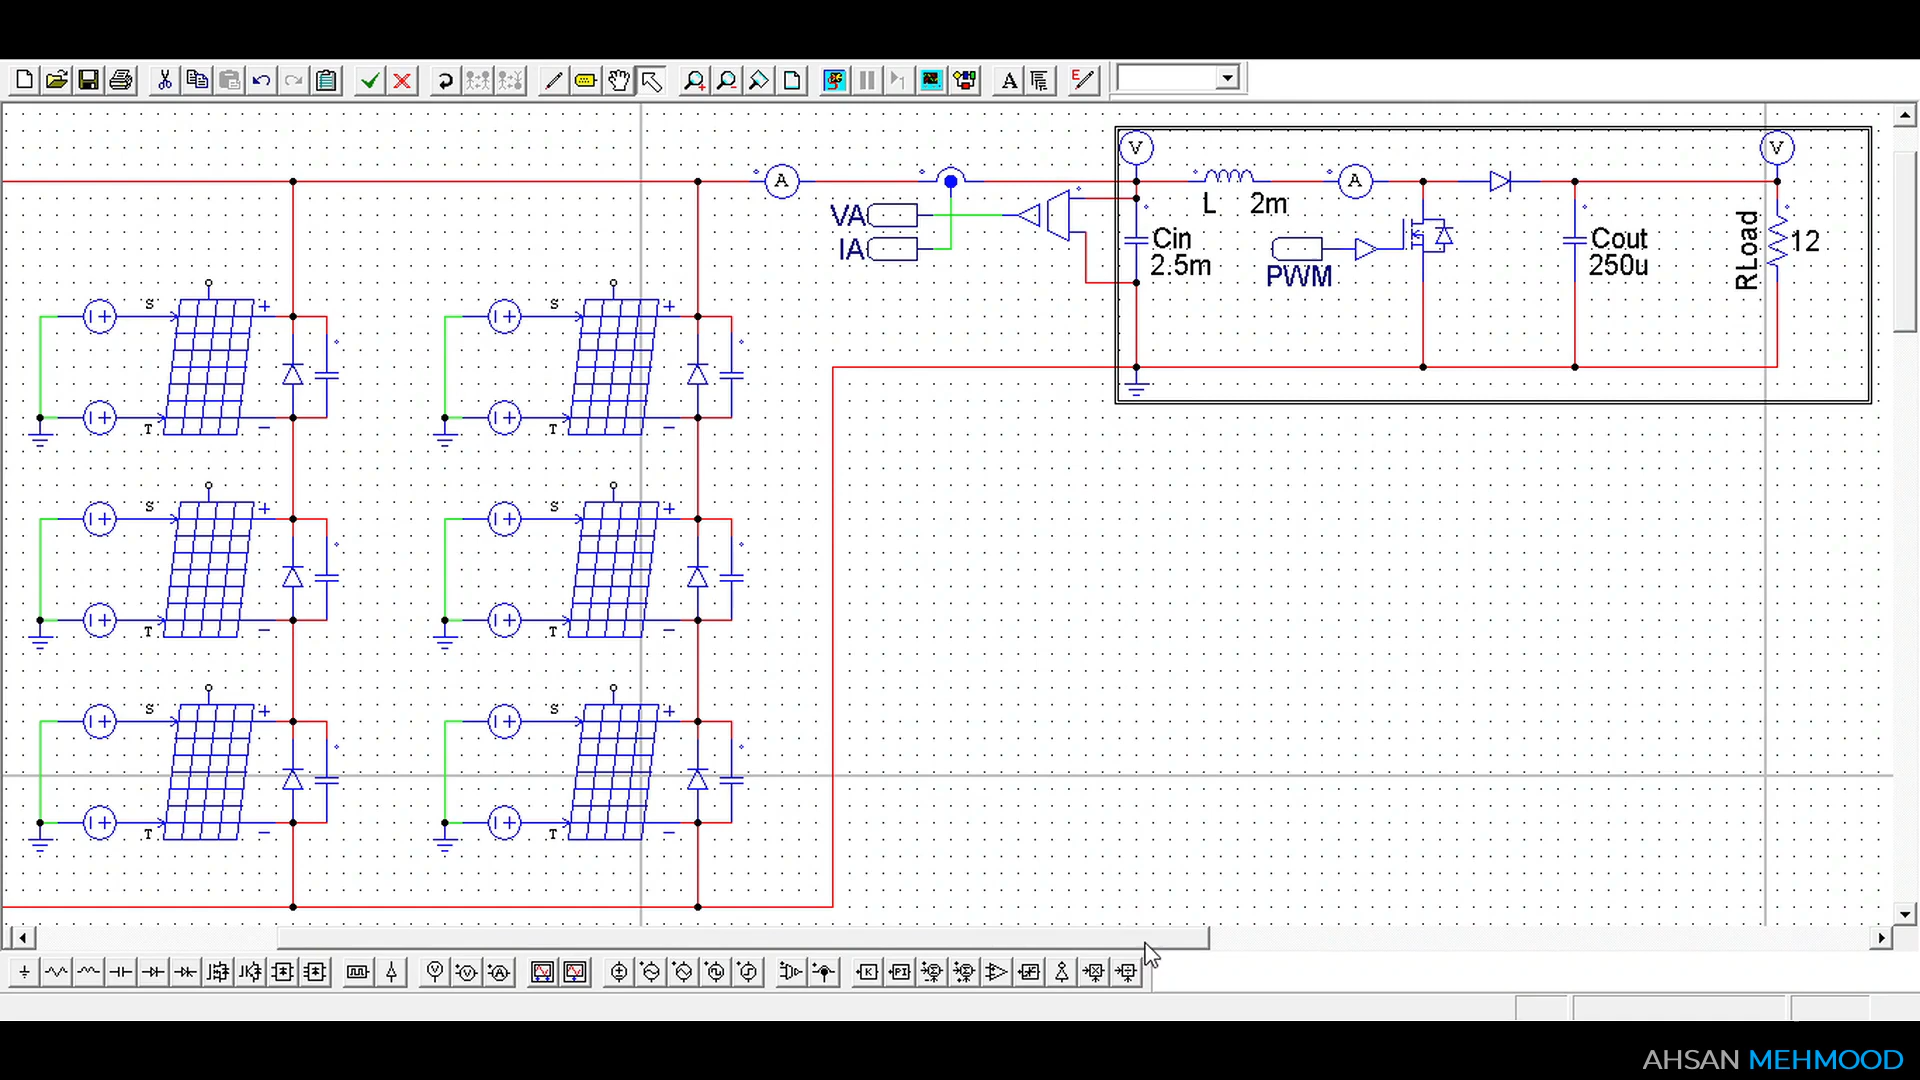 A
V
V
A
L 2m
VA
IA
Cin
2.5m
PWM
Cout
250u
RLoad
12
S +
T −
S +
T −
S +
T −
S +
T −
S +
T −
S +
T −
AHSAN MEHMOOD